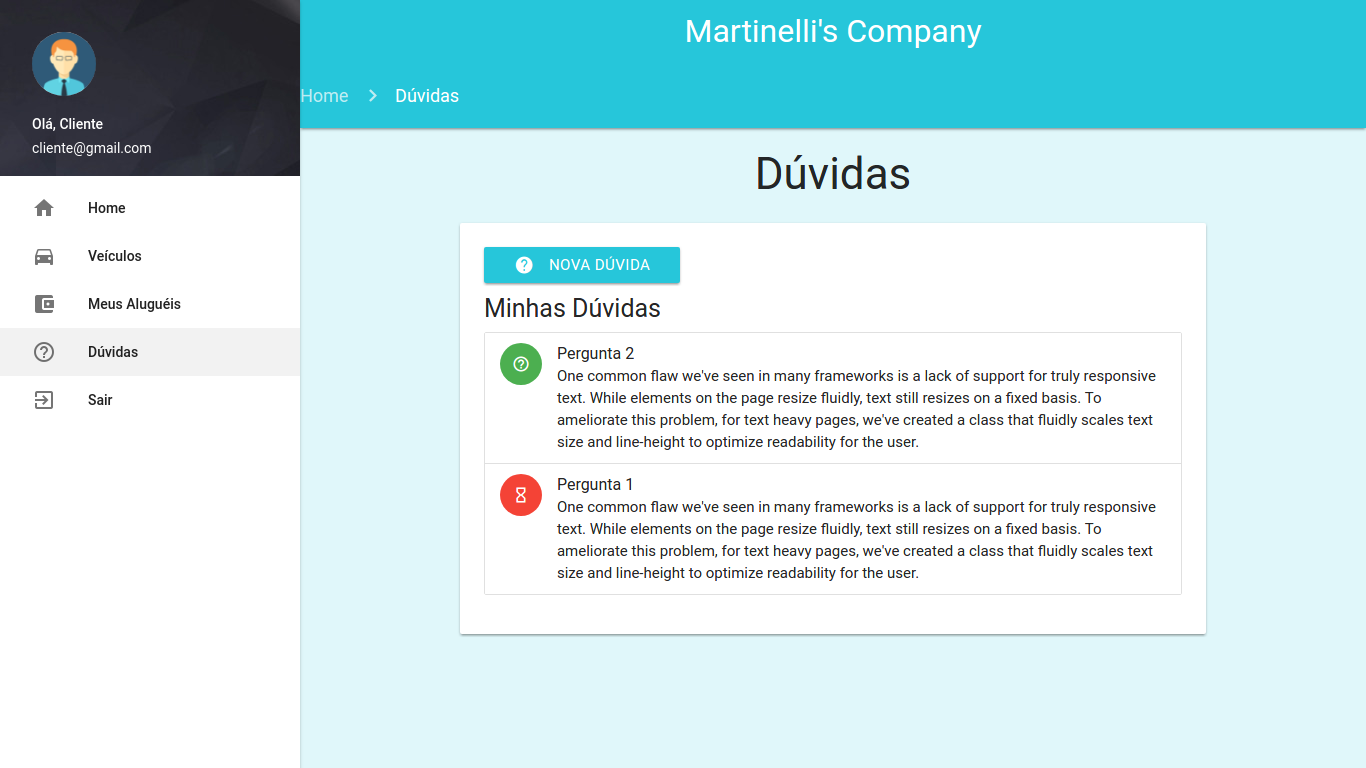 Olá, Cliente
cliente@gmail.com
Home
Veículos
Meus Aluguéis
Dúvidas
Sair
Martinelli's Company
Home
Dúvidas
Dúvidas
NOVA DÚVIDA
Minhas Dúvidas
Pergunta 2
One common flaw we've seen in many frameworks is a lack of support for truly responsive
text. While elements on the page resize fluidly, text still resizes on a fixed basis. To
ameliorate this problem, for text heavy pages, we've created a class that fluidly scales text
size and line-height to optimize readability for the user.
Pergunta 1
One common flaw we've seen in many frameworks is a lack of support for truly responsive
text. While elements on the page resize fluidly, text still resizes on a fixed basis. To
ameliorate this problem, for text heavy pages, we've created a class that fluidly scales text
size and line-height to optimize readability for the user.